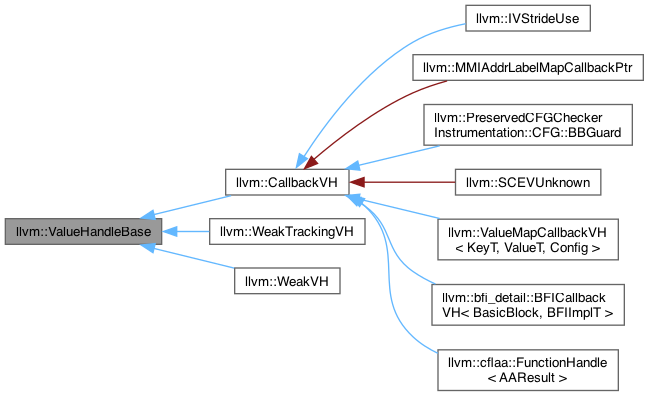 llvm::IVStrideUse
llvm::MMIAddrLabelMapCallbackPtr
llvm::PreservedCFGChecker
Instrumentation::CFG::BBGuard
llvm::CallbackVH
llvm::SCEVUnknown
llvm::ValueHandleBase
llvm::WeakTrackingVH
llvm::ValueMapCallbackVH
< KeyT, ValueT, Config >
llvm::WeakVH
llvm::bfi_detail::BFICallback
VH< BasicBlock, BFIImplT >
llvm::cflaa::FunctionHandle
< AAResult >